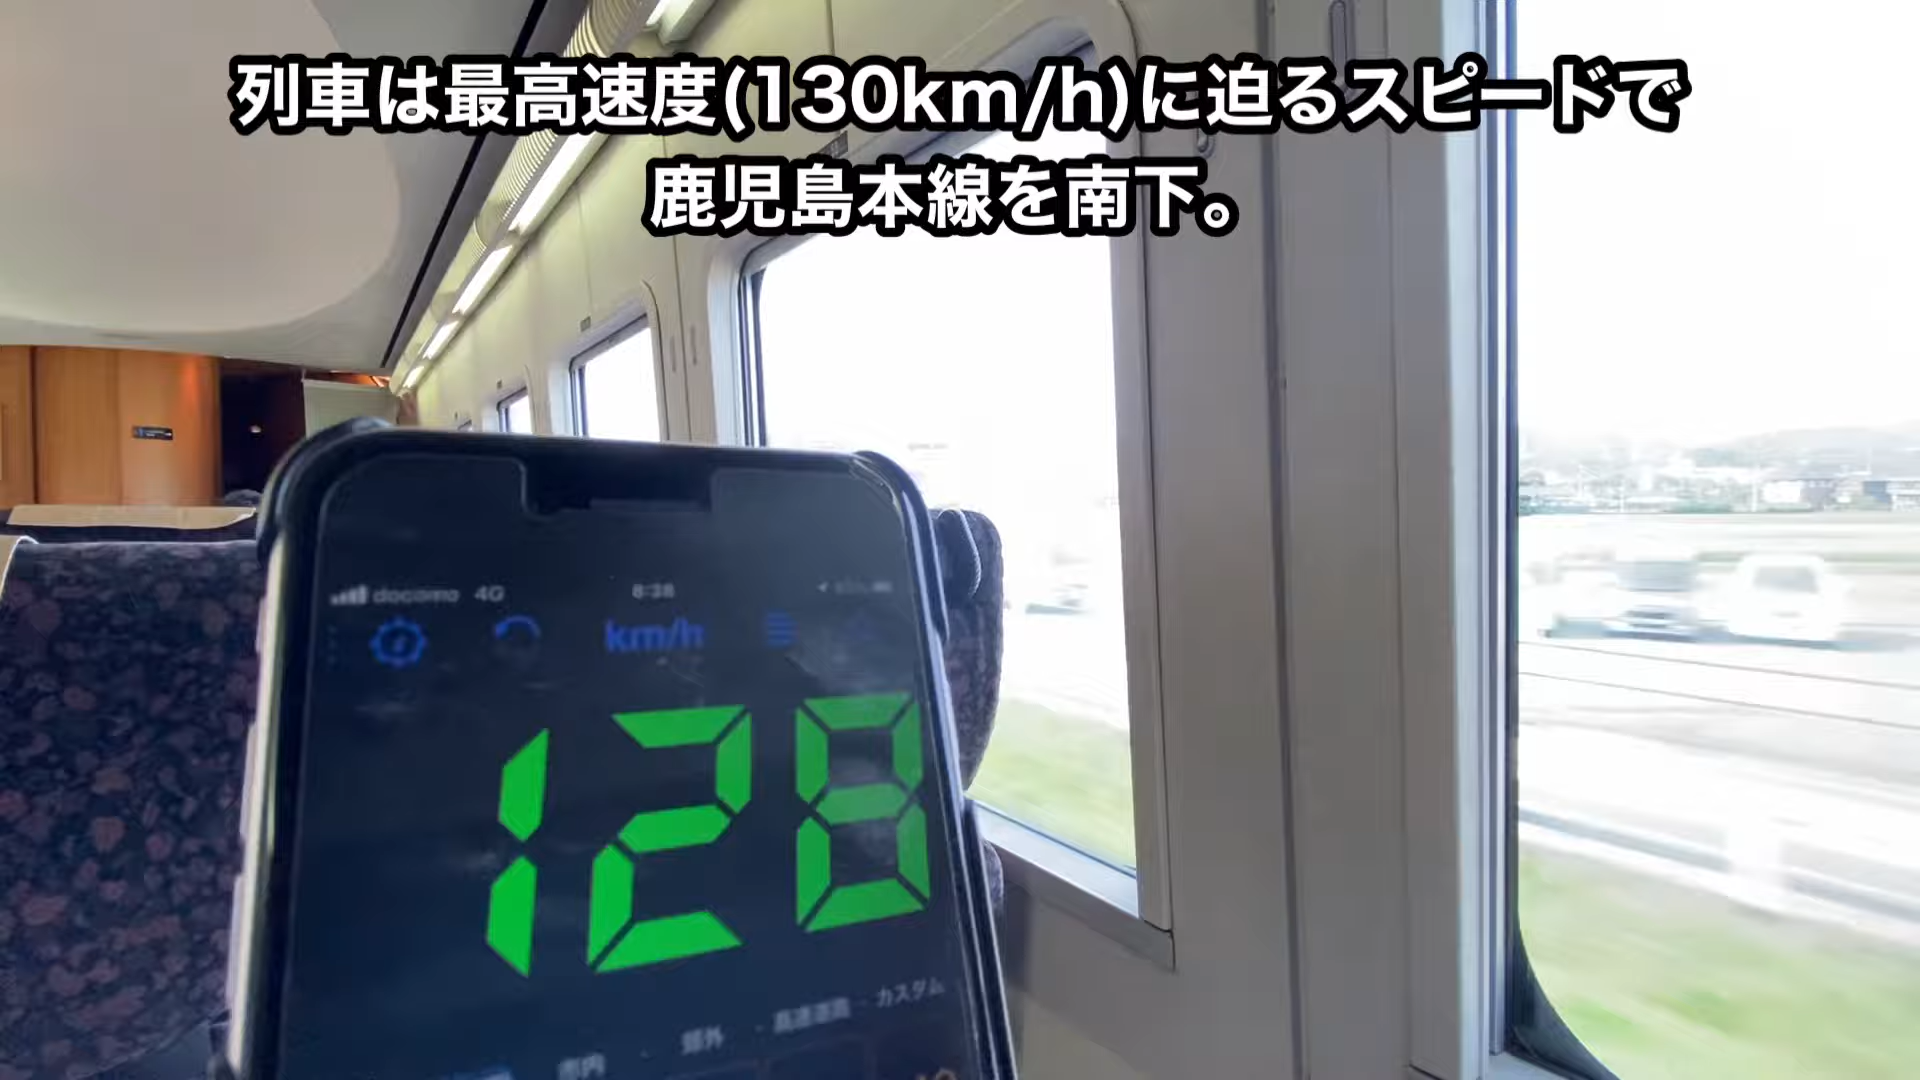 列車は最高速度(130km/h)に迫るスピードで
鹿児島本線を南下。
docomo 4G 8:38
km/h
128
市内 郊外 高速道路 カスタム